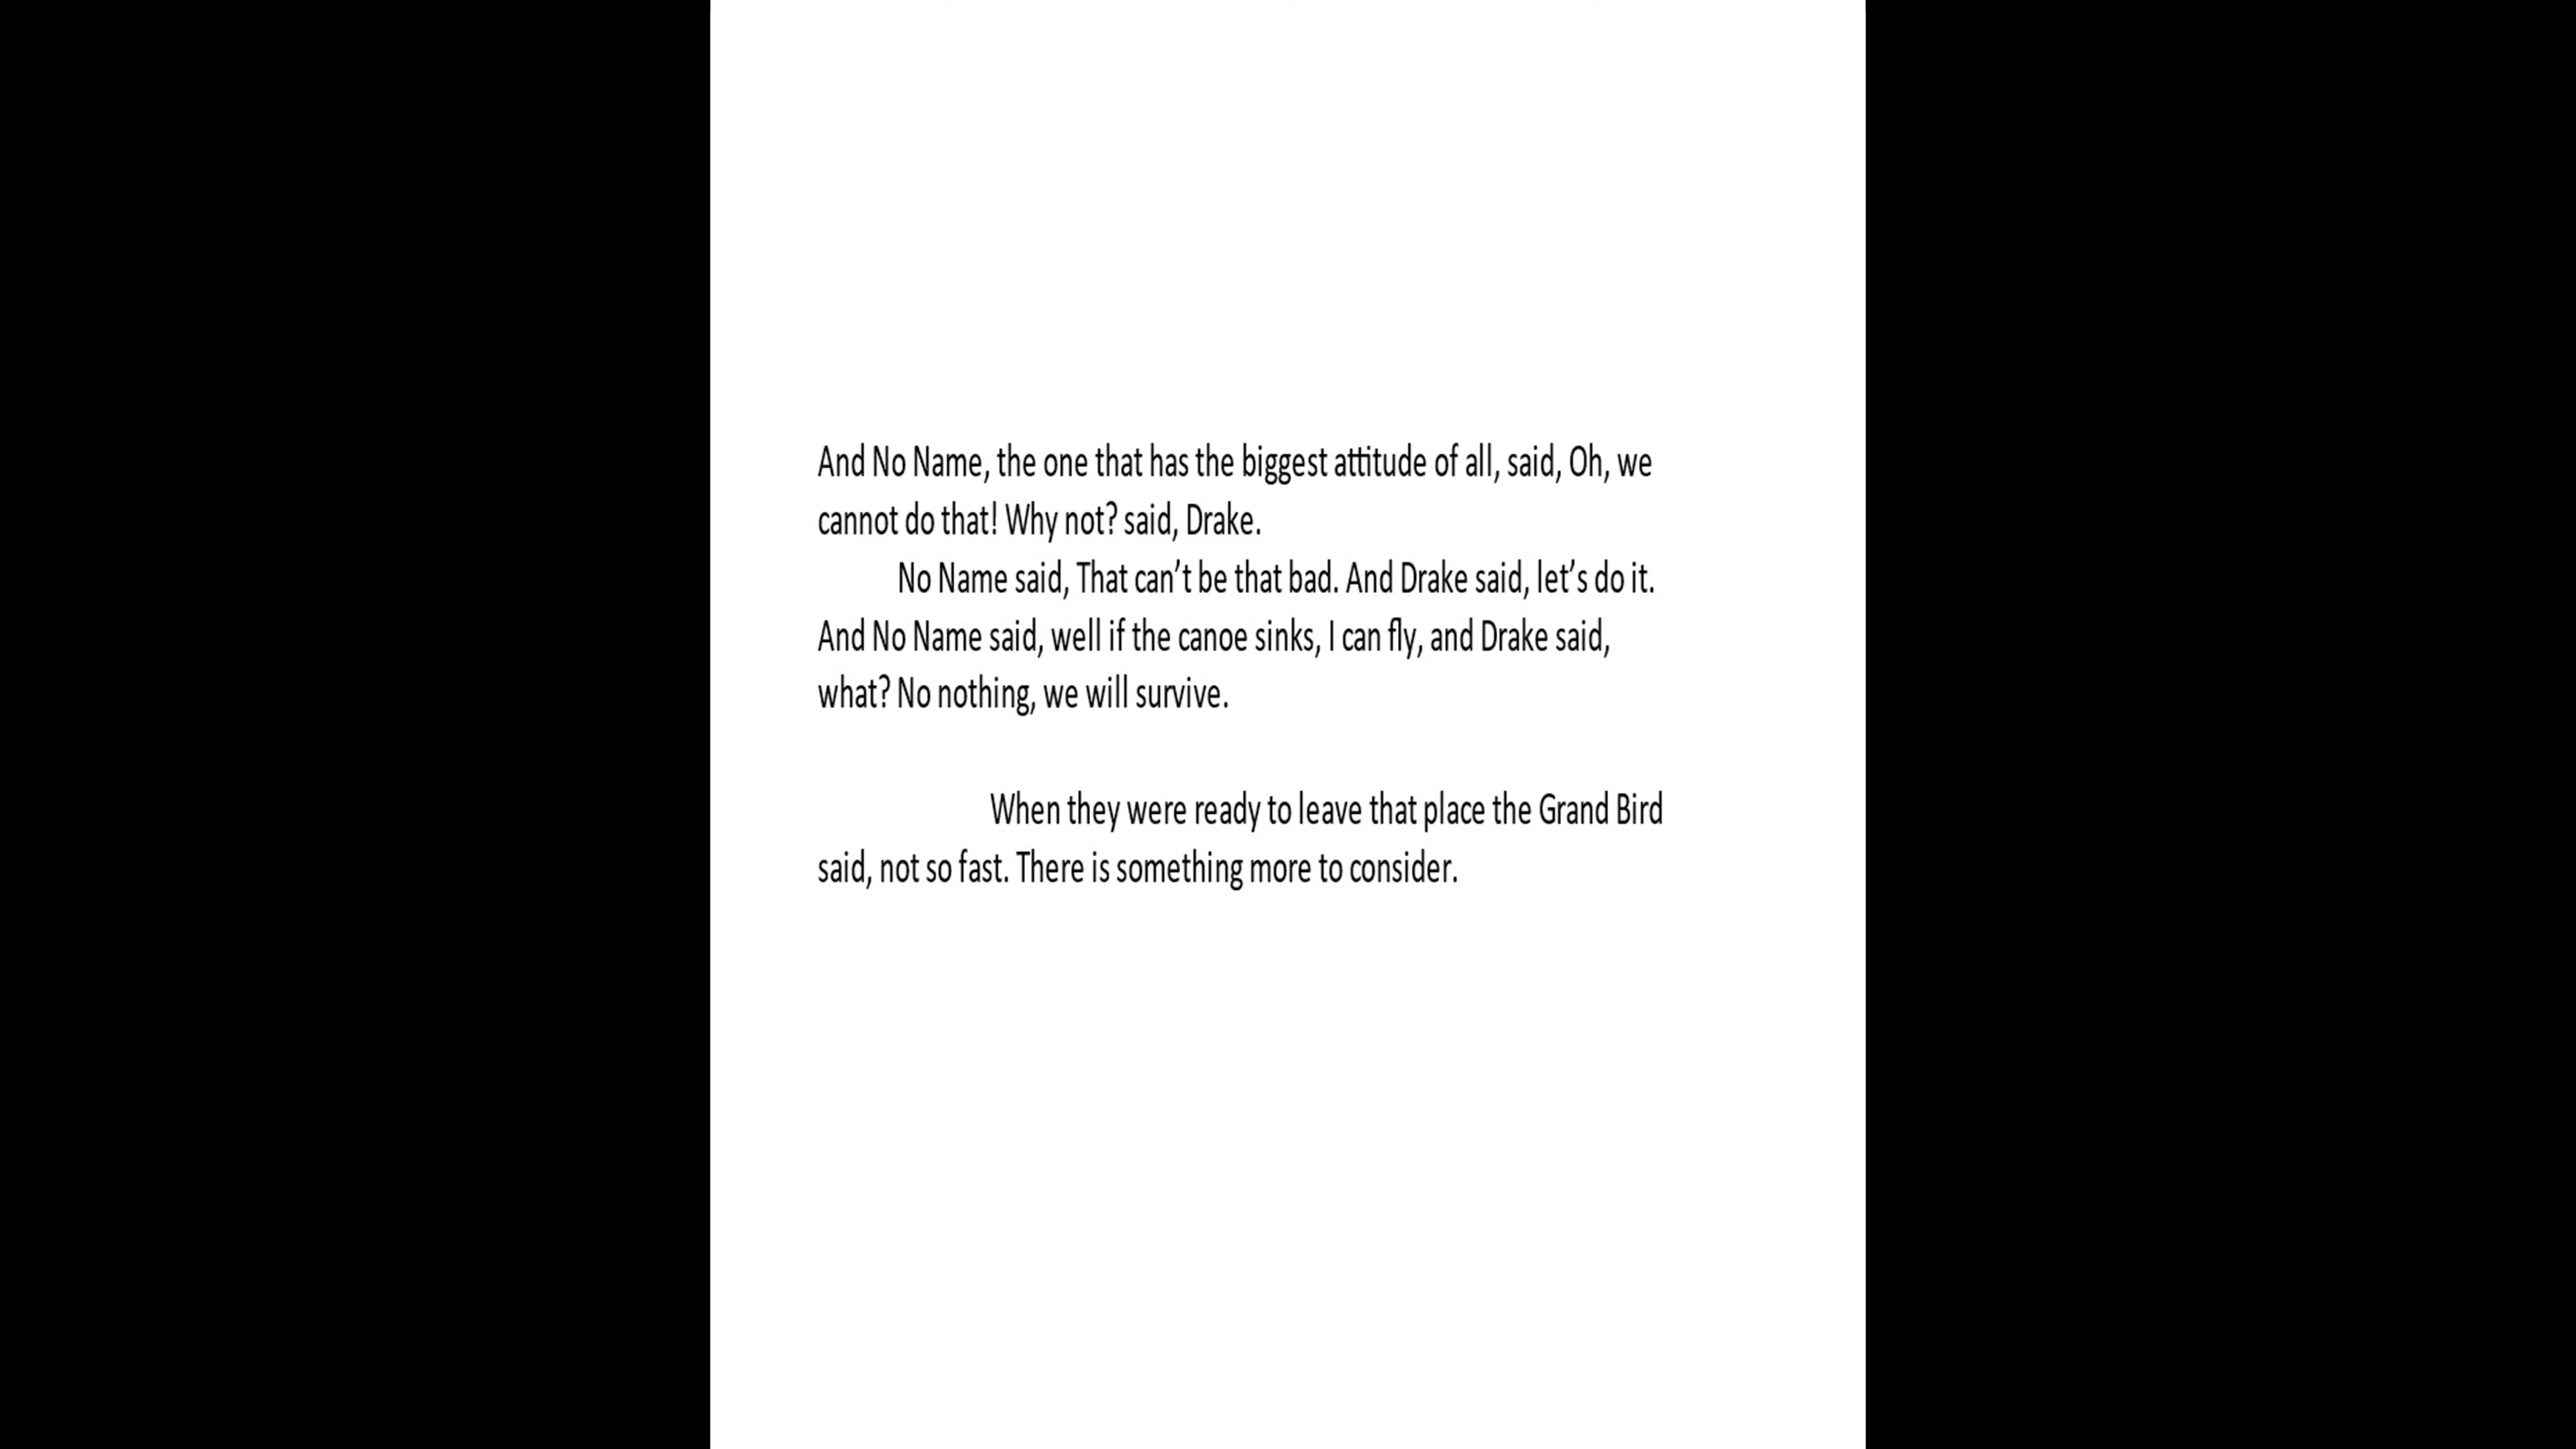 And No Name, the one that has the biggest attitude of all, said, Oh, we
cannot do that! Why not? said, Drake.
No Name said, That can’t be that bad. And Drake said, let’s do it.
And No Name said, well if the canoe sinks, I can fly, and Drake said,
what? No nothing, we will survive.
When they were ready to leave that place the Grand Bird
said, not so fast. There is something more to consider.